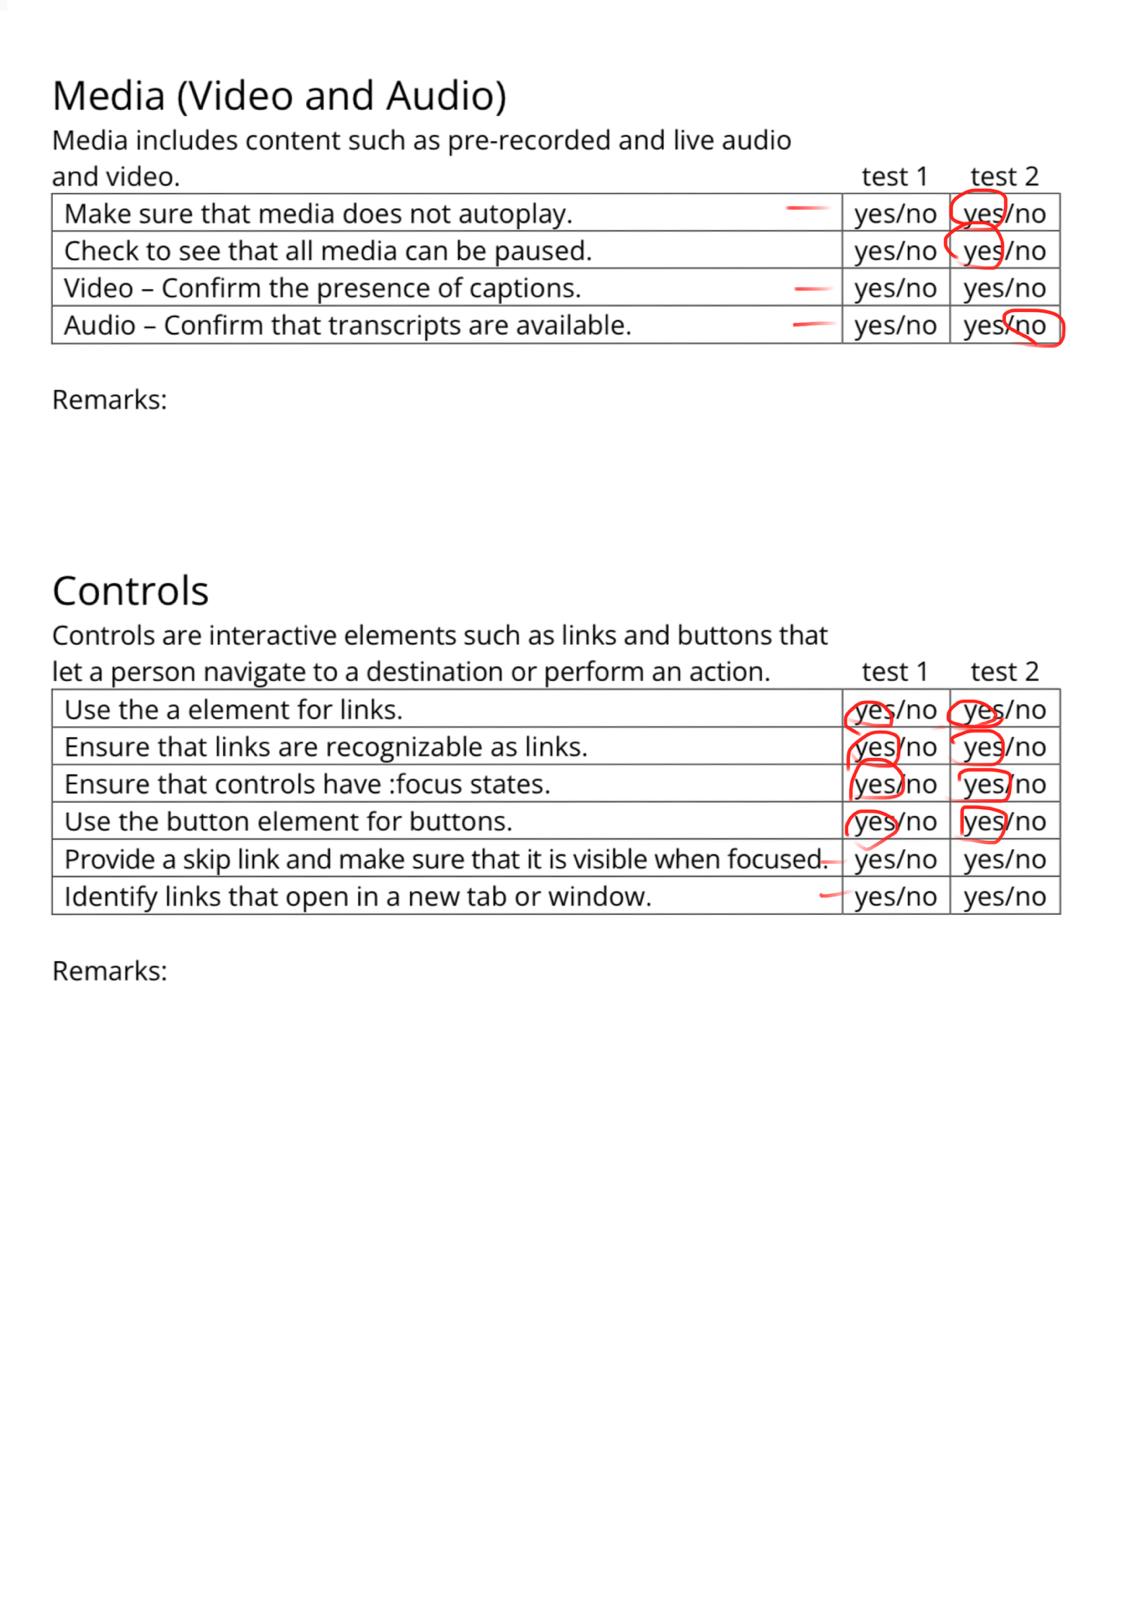 Media (Video and Audio)
Media includes content such as pre-recorded and live audio
and video. test 1 test 2
Make sure that media does not autoplay. yes/no yes/no
Check to see that all media can be paused. yes/no yes/no
Video – Confirm the presence of captions. yes/no yes/no
Audio – Confirm that transcripts are available. yes/no yes/no
Remarks:
Controls
Controls are interactive elements such as links and buttons that
let a person navigate to a destination or perform an action. test 1 test 2
Use the a element for links. yes/no yes/no
Ensure that links are recognizable as links. yes/no yes/no
Ensure that controls have :focus states. yes/no yes/no
Use the button element for buttons. yes/no yes/no
Provide a skip link and make sure that it is visible when focused. yes/no yes/no
Identify links that open in a new tab or window. yes/no yes/no
Remarks: